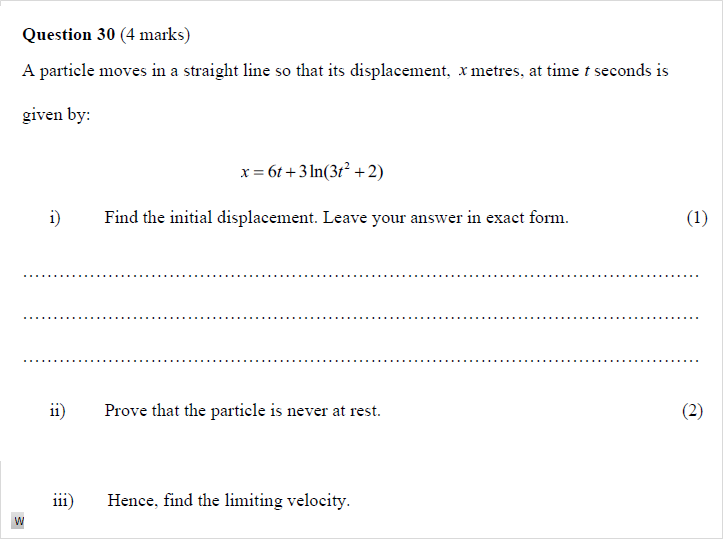 Question 30 (4 marks)
A particle moves in a straight line so that its displacement, x metres, at time t seconds is
given by:
x = 6t + 3 ln(3t² + 2)
i) Find the initial displacement. Leave your answer in exact form. (1)
................................................................................................................
................................................................................................................
................................................................................................................
ii) Prove that the particle is never at rest. (2)
iii) Hence, find the limiting velocity.
W